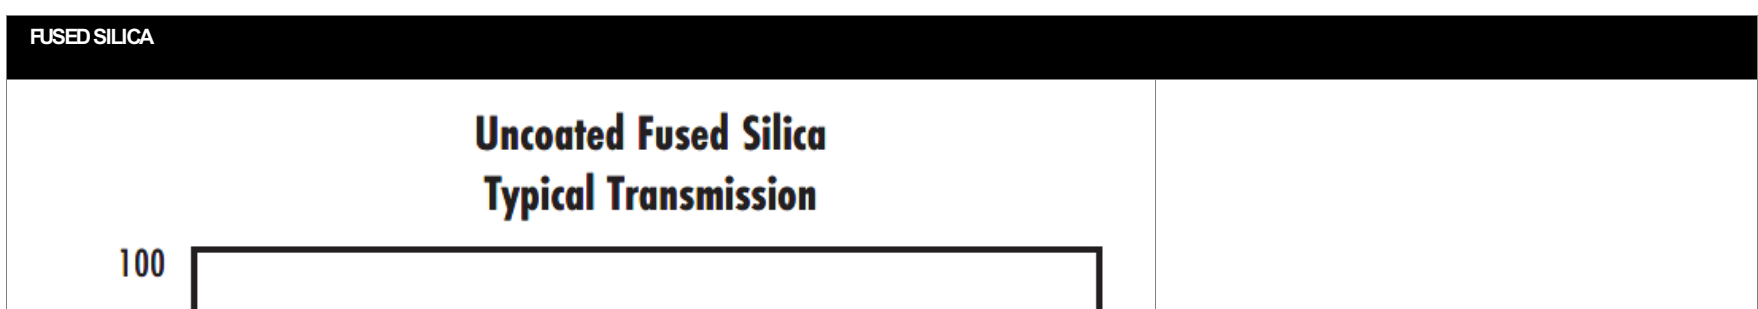 FUSED SILICA
Uncoated Fused Silica
Typical Transmission
100